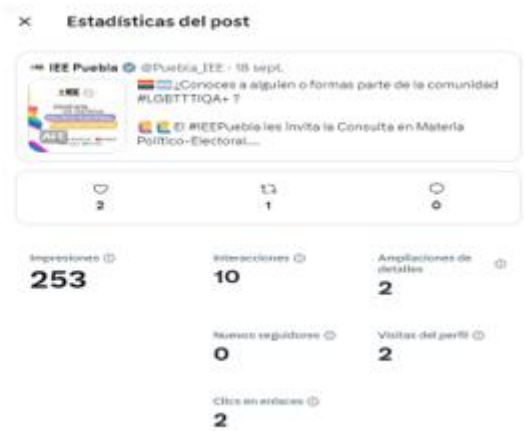 Estadísticas del post
IEE Puebla @Puebla_IEE · 18 sept.
¿Conoces a alguien o formas parte de la comunidad
#LGBTTTIQA+ ?
El #IEEPuebla les invita la Consulta en Materia
Político-Electoral....
2
1
0
Impresiones
253
Interacciones
10
Ampliaciones de
detalles
2
Nuevos seguidores
0
Visitas del perfil
2
Clics en enlaces
2